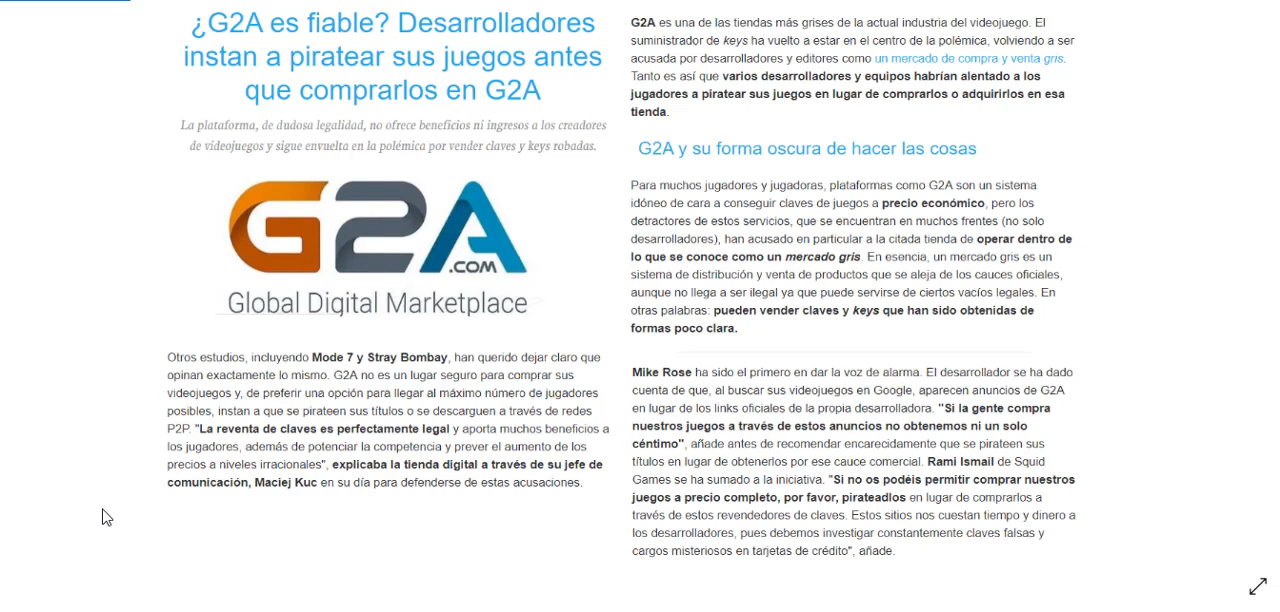 ¿G2A es fiable? Desarrolladores
instan a piratear sus juegos antes
que comprarlos en G2A
La plataforma, de dudosa legalidad, no ofrece beneficios ni ingresos a los creadores
de videojuegos y sigue envuelta en la polémica por vender claves y keys robadas.
G2A
.COM
Global Digital Marketplace
Otros estudios, incluyendo Mode 7 y Stray Bombay, han querido dejar claro que
opinan exactamente lo mismo. G2A no es un lugar seguro para comprar sus
videojuegos y, de preferir una opción para llegar al máximo número de jugadores
posibles, instan a que se pirateen sus títulos o se descarguen a través de redes
P2P. "La reventa de claves es perfectamente legal y aporta muchos beneficios a
los jugadores, además de potenciar la competencia y prever el aumento de los
precios a niveles irracionales", explicaba la tienda digital a través de su jefe de
comunicación, Maciej Kuc en su día para defenderse de estas acusaciones.
G2A es una de las tiendas más grises de la actual industria del videojuego. El
suministrador de keys ha vuelto a estar en el centro de la polémica, volviendo a ser
acusada por desarrolladores y editores como un mercado de compra y venta gris.
Tanto es así que varios desarrolladores y equipos habrían alentado a los
jugadores a piratear sus juegos en lugar de comprarlos o adquirirlos en esa
tienda.
G2A y su forma oscura de hacer las cosas
Para muchos jugadores y jugadoras, plataformas como G2A son un sistema
idóneo de cara a conseguir claves de juegos a precio económico, pero los
detractores de estos servicios, que se encuentran en muchos frentes (no solo
desarrolladores), han acusado en particular a la citada tienda de operar dentro de
lo que se conoce como un mercado gris. En esencia, un mercado gris es un
sistema de distribución y venta de productos que se aleja de los cauces oficiales,
aunque no llega a ser ilegal ya que puede servirse de ciertos vacíos legales. En
otras palabras: pueden vender claves y keys que han sido obtenidas de
formas poco clara.
Mike Rose ha sido el primero en dar la voz de alarma. El desarrollador se ha dado
cuenta de que, al buscar sus videojuegos en Google, aparecen anuncios de G2A
en lugar de los links oficiales de la propia desarrolladora. "Si la gente compra
nuestros juegos a través de estos anuncios no obtenemos ni un solo
céntimo", añade antes de recomendar encarecidamente que se pirateen sus
títulos en lugar de obtenerlos por ese cauce comercial. Rami Ismail de Squid
Games se ha sumado a la iniciativa. "Si no os podéis permitir comprar nuestros
juegos a precio completo, por favor, pirateadlos en lugar de comprarlos a
través de estos revendedores de claves. Estos sitios nos cuestan tiempo y dinero a
los desarrolladores, pues debemos investigar constantemente claves falsas y
cargos misteriosos en tarjetas de crédito", añade.